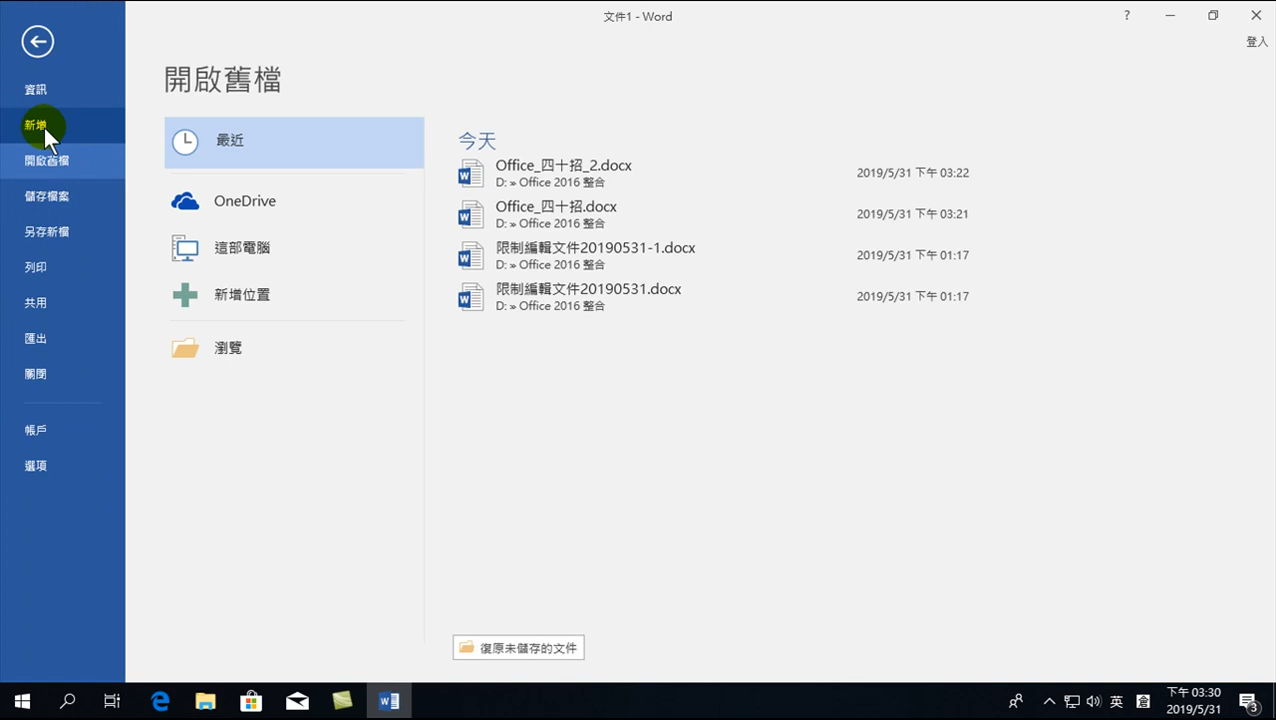 文件1 - Word
?
登入
資訊
新增
開啟舊檔
儲存檔案
另存新檔
列印
共用
匯出
關閉
帳戶
選項
開啟舊檔
最近
OneDrive
這部電腦
新增位置
瀏覽
今天
Office_四十招_2.docx
D: » Office 2016 整合
2019/5/31 下午 03:22
Office_四十招.docx
D: » Office 2016 整合
2019/5/31 下午 03:21
限制編輯文件20190531-1.docx
D: » Office 2016 整合
2019/5/31 下午 01:17
限制編輯文件20190531.docx
D: » Office 2016 整合
2019/5/31 下午 01:17
復原未儲存的文件
英
倉
下午 03:30
2019/5/31
3